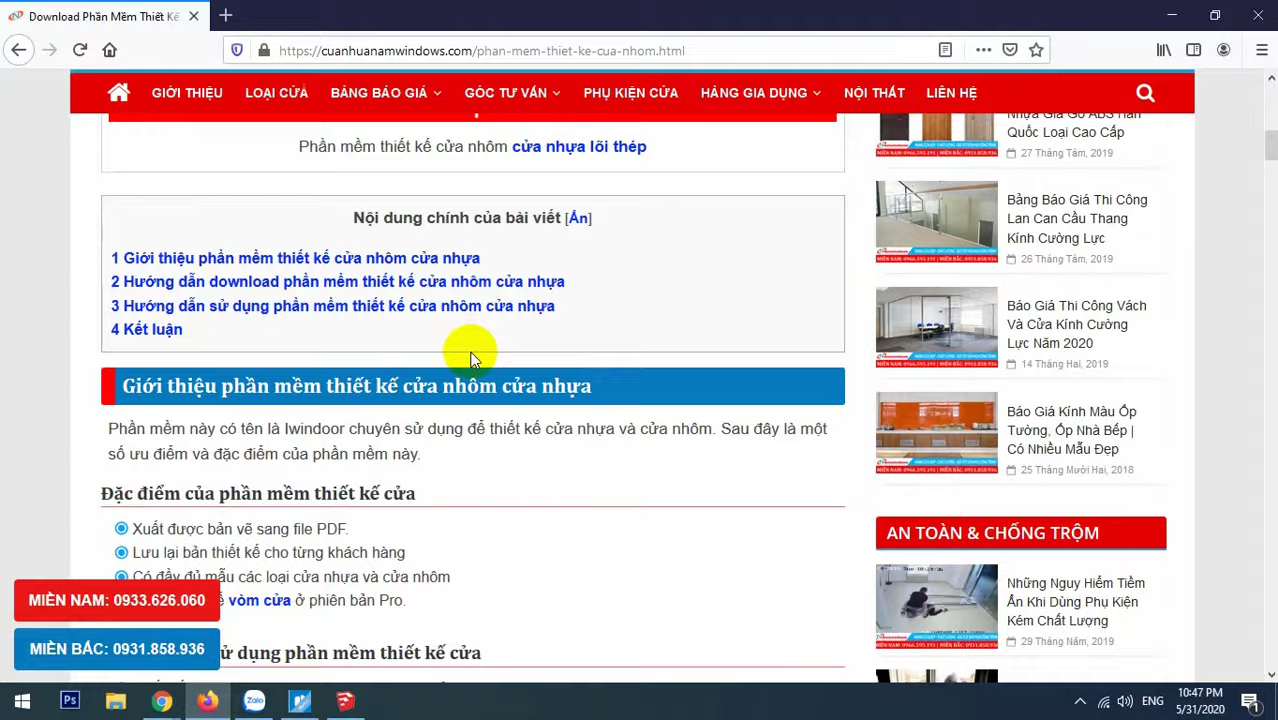 Download Phần Mềm Thiết Kế
https://cuanhuanamwindows.com/phan-mem-thiet-ke-cua-nhom.html
GIỚI THIỆU
LOẠI CỬA
BẢNG BÁO GIÁ
GÓC TƯ VẤN
PHỤ KIỆN CỬA
HÀNG GIA DỤNG
NỘI THẤT
LIÊN HỆ
Phần mềm thiết kế cửa nhôm cửa nhựa lõi thép
Nội dung chính của bài viết [Ẩn]
1 Giới thiệu phần mềm thiết kế cửa nhôm cửa nhựa
2 Hướng dẫn download phần mềm thiết kế cửa nhôm cửa nhựa
3 Hướng dẫn sử dụng phần mềm thiết kế cửa nhôm cửa nhựa
4 Kết luận
Giới thiệu phần mềm thiết kế cửa nhôm cửa nhựa
Phần mềm này có tên là Iwindoor chuyên sử dụng để thiết kế cửa nhựa và cửa nhôm. Sau đây là một
số ưu điểm và đặc điểm của phần mềm này.
Đặc điểm của phần mềm thiết kế cửa
Xuất được bản vẽ sang file PDF.
Lưu lại bản thiết kế cho từng khách hàng
Có đầy đủ mẫu các loại cửa nhựa và cửa nhôm
vòm cửa ở phiên bản Pro.
sử dụng phần mềm thiết kế cửa
MIỀN NAM: 0933.626.060
MIỀN BẮC: 0931.858.936
Nhựa Giả Gỗ ABS Hàn
Quốc Loại Cao Cấp
27 Tháng Tám, 2019
Bảng Báo Giá Thi Công
Lan Can Cầu Thang
Kính Cường Lực
26 Tháng Tám, 2019
Báo Giá Thi Công Vách
Và Cửa Kính Cường
Lực Năm 2020
14 Tháng Hai, 2019
Báo Giá Kính Màu Ốp
Tường, Ốp Nhà Bếp |
Có Nhiều Mẫu Đẹp
25 Tháng Mười Hai, 2018
AN TOÀN & CHỐNG TRỘM
Những Nguy Hiểm Tiềm
Ẩn Khi Dùng Phụ Kiện
Kém Chất Lượng
29 Tháng Năm, 2019
Ps
Zalo
ENG
10:47 PM
5/31/2020
1